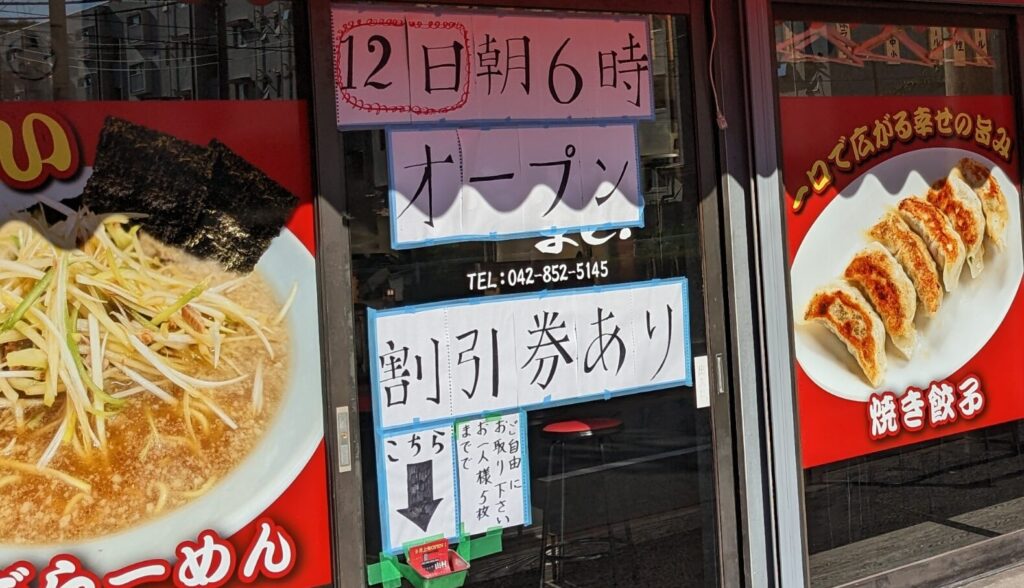 12日朝6時
オープン
TEL:042-852-5145
割引券あり
こちら
ご自由に
お取り下さい
お一人様5枚
までで
い
らーめん
一口で広がる幸せの旨み
焼き餃子